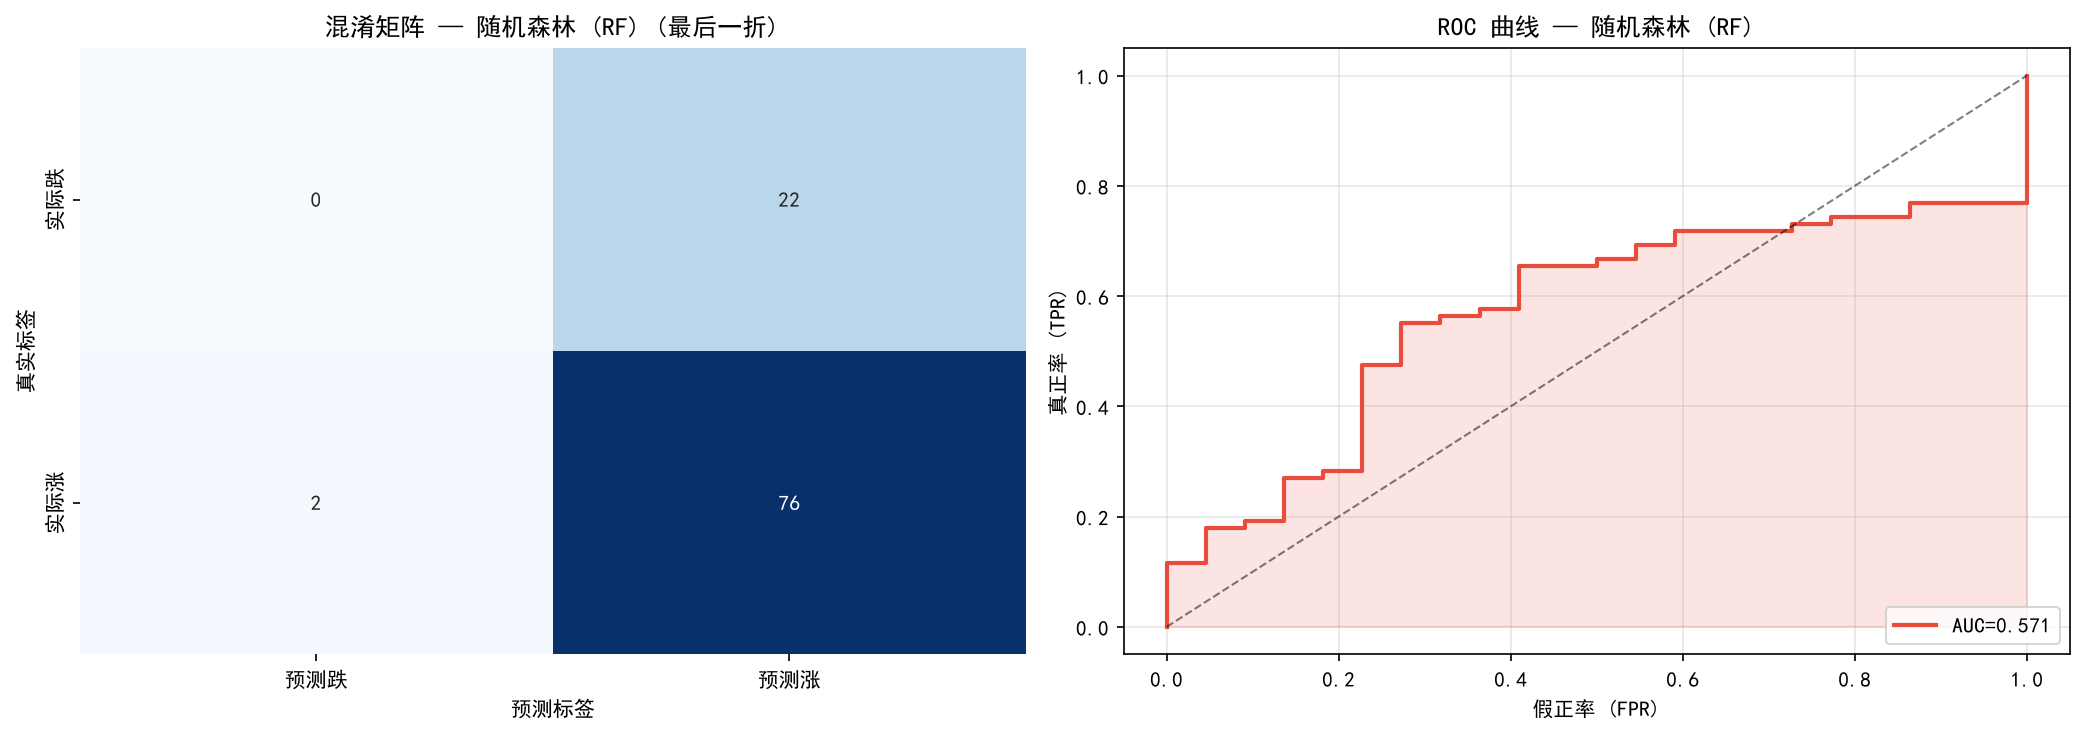 混淆矩阵 — 随机森林 (RF) (最后一折)
真实标签
实际跌
0
22
实际涨
2
76
预测跌
预测涨
预测标签
ROC 曲线 — 随机森林 (RF)
真正率 (TPR)
1.0
0.8
0.6
0.4
0.2
0.0
AUC=0.571
0.0
0.2
0.4
0.6
0.8
1.0
假正率 (FPR)